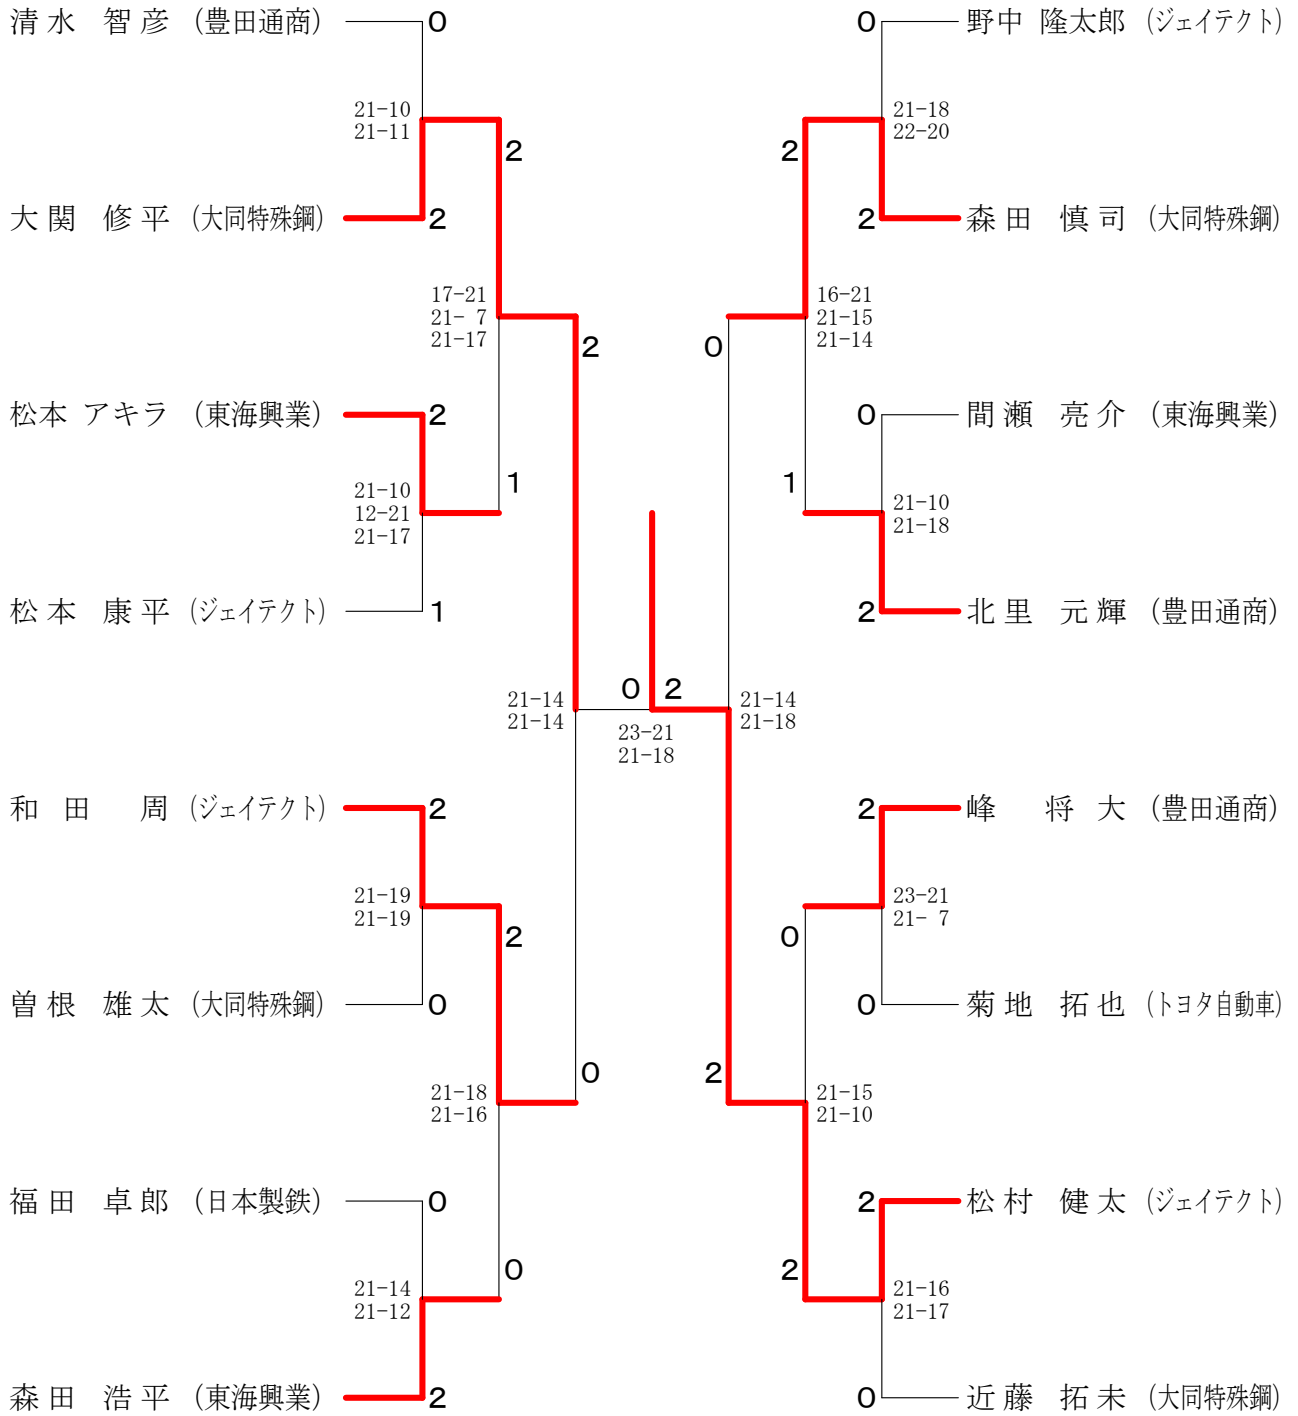 清水 智彦 (豊田通商) 0
0 野中 隆太郎 (ジェイテクト)
21-10
21-11
2
2
21-18
22-20
大関 修平 (大同特殊鋼) 2
2 森田 慎司 (大同特殊鋼)
17-21
21- 7
21-17
2
0
16-21
21-15
21-14
松本 アキラ (東海興業) 2
0 間瀬 亮介 (東海興業)
21-10
12-21
21-17
1
1
21-10
21-18
松本 康平 (ジェイテクト) 1
2 北里 元輝 (豊田通商)
21-14
21-14
0 2
23-21
21-18
21-14
21-18
和田 周 (ジェイテクト) 2
2 峰 将大 (豊田通商)
21-19
21-19
2
0
23-21
21- 7
曽根 雄太 (大同特殊鋼) 0
0 菊地 拓也 (トヨタ自動車)
21-18
21-16
0
2
21-15
21-10
福田 卓郎 (日本製鉄) 0
2 松村 健太 (ジェイテクト)
21-14
21-12
0
2
21-16
21-17
森田 浩平 (東海興業) 2
0 近藤 拓未 (大同特殊鋼)